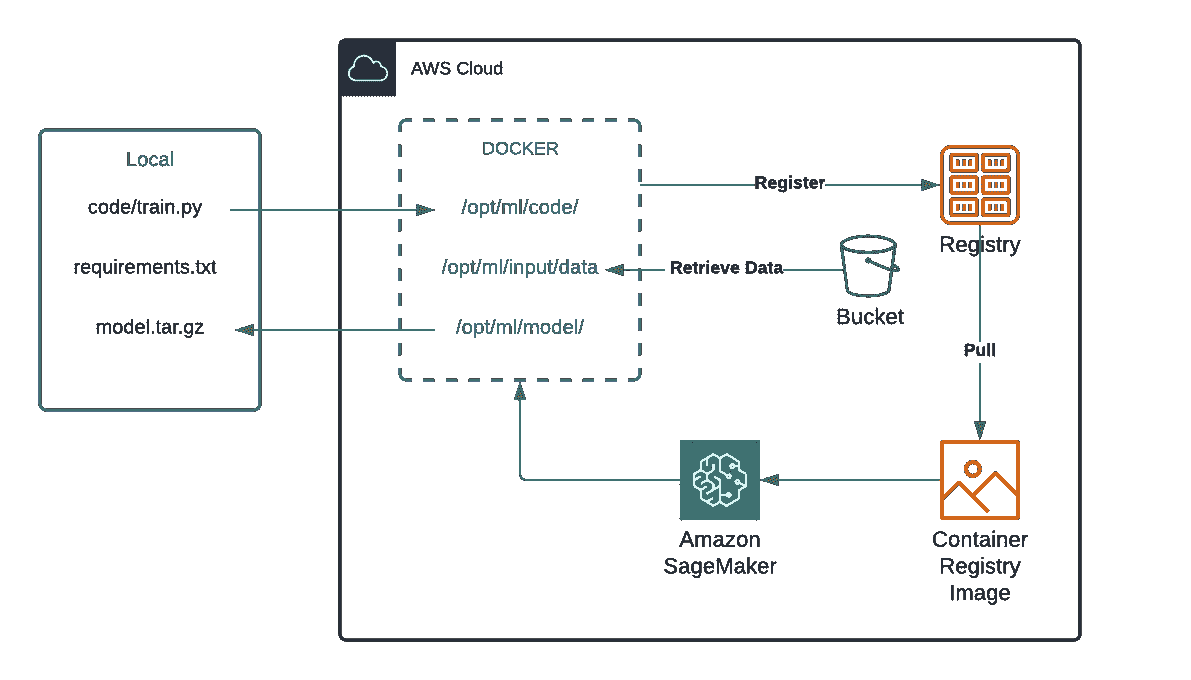 AWS Cloud
Local
code/train.py
requirements.txt
model.tar.gz
DOCKER
/opt/ml/code/
/opt/ml/input/data
/opt/ml/model/
Register
Registry
Retrieve Data
Bucket
Pull
Amazon
SageMaker
Container
Registry
Image